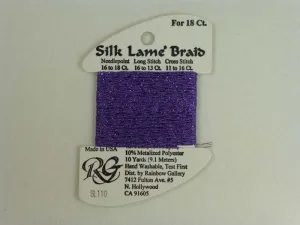 For 18 Ct.
Silk Lamé Braid
Needlepoint Long Stitch Cross Stitch
16 to 18 Ct. 16 to 13 Ct. 11 to 16 Ct.
Made in USA
RG
10% Metalized Polyester
10 Yards (9.1 Meters)
Hand Washable, Test First
Dist. by Rainbow Gallery
7412 Fulton Ave. #5
N. Hollywood
CA 91605